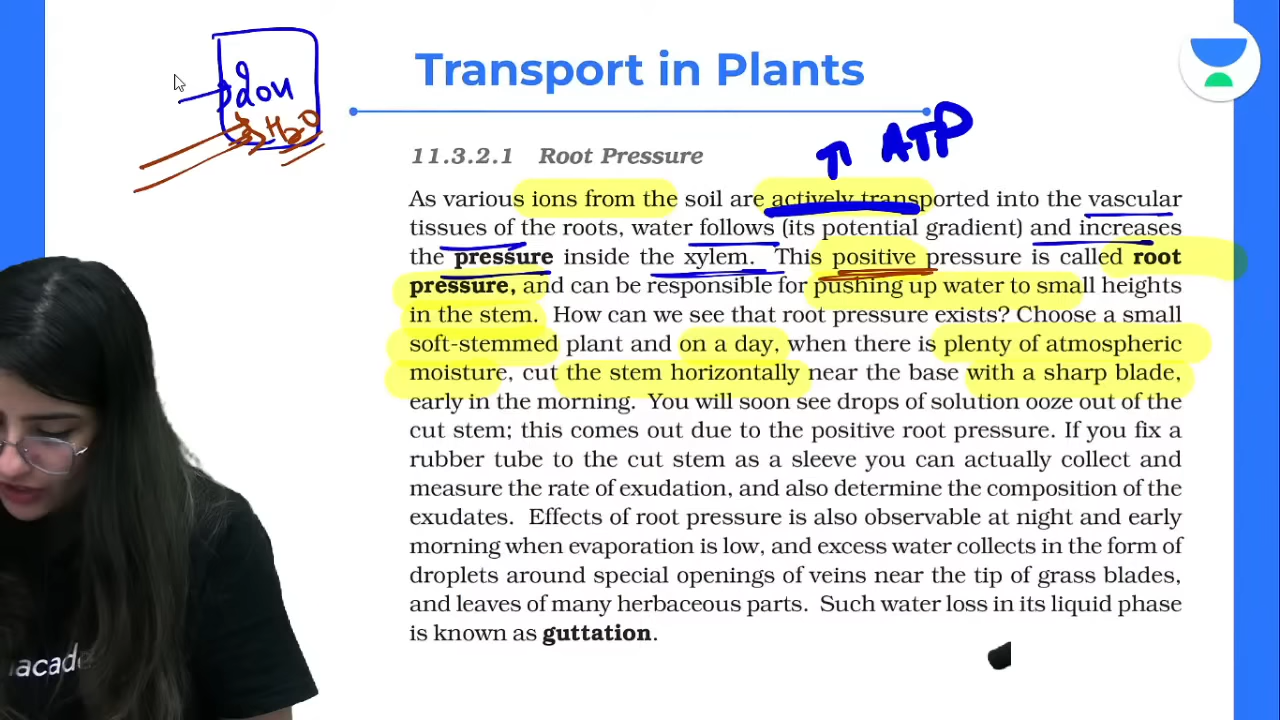 Transport in Plants
Ion
H2O
↑ ATP
11.3.2.1 Root Pressure
As various ions from the soil are actively transported into the vascular
tissues of the roots, water follows (its potential gradient) and increases
the pressure inside the xylem. This positive pressure is called root
pressure, and can be responsible for pushing up water to small heights
in the stem. How can we see that root pressure exists? Choose a small
soft-stemmed plant and on a day, when there is plenty of atmospheric
moisture, cut the stem horizontally near the base with a sharp blade,
early in the morning. You will soon see drops of solution ooze out of the
cut stem; this comes out due to the positive root pressure. If you fix a
rubber tube to the cut stem as a sleeve you can actually collect and
measure the rate of exudation, and also determine the composition of the
exudates. Effects of root pressure is also observable at night and early
morning when evaporation is low, and excess water collects in the form of
droplets around special openings of veins near the tip of grass blades,
and leaves of many herbaceous parts. Such water loss in its liquid phase
is known as guttation.
nacade